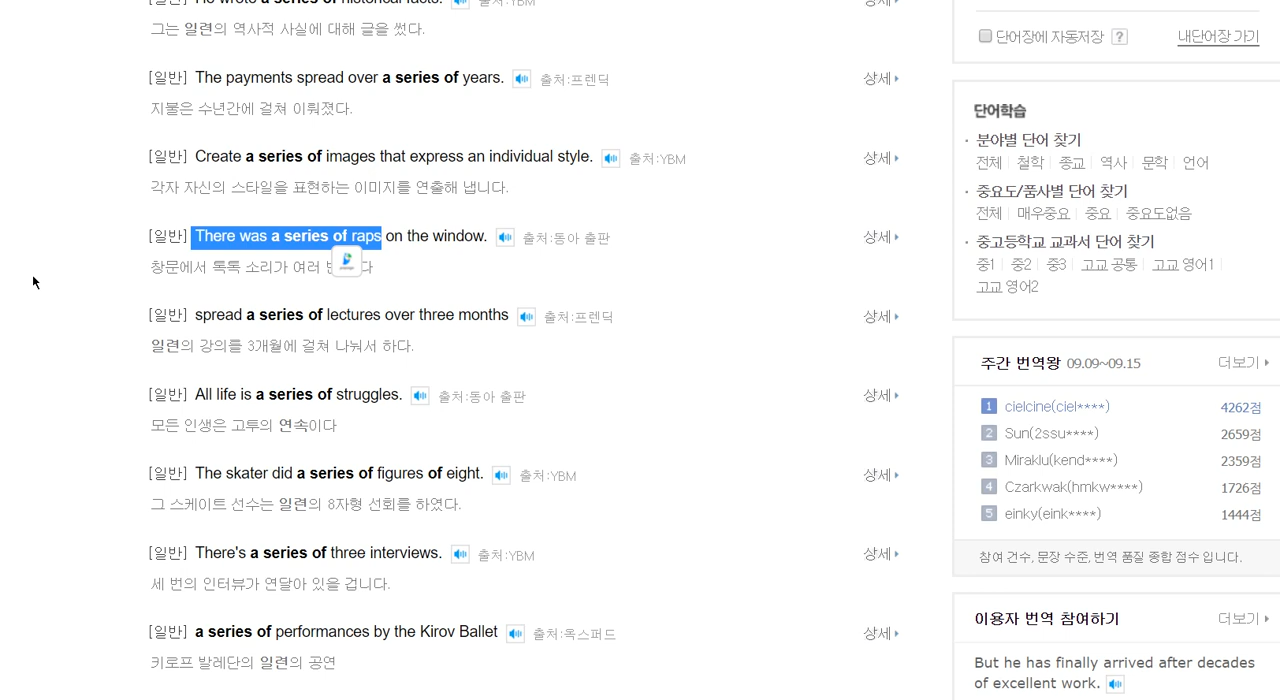 He wrote a series of historical facts. 출처:YBM 상세
그는 일련의 역사적 사실에 대해 글을 썼다.
[일반] The payments spread over a series of years. 출처:프렌딕 상세
지불은 수년간에 걸쳐 이뤄졌다.
[일반] Create a series of images that express an individual style. 출처:YBM 상세
각자 자신의 스타일을 표현하는 이미지를 연출해 냅니다.
[일반] There was a series of raps on the window. 출처:동아 출판 상세
창문에서 톡톡 소리가 여러
[일반] spread a series of lectures over three months 출처:프렌딕 상세
일련의 강의를 3개월에 걸쳐 나눠서 하다.
[일반] All life is a series of struggles. 출처:동아 출판 상세
모든 인생은 고투의 연속이다
[일반] The skater did a series of figures of eight. 출처:YBM 상세
그 스케이트 선수는 일련의 8자형 선회를 하였다.
[일반] There's a series of three interviews. 출처:YBM 상세
세 번의 인터뷰가 연달아 있을 겁니다.
[일반] a series of performances by the Kirov Ballet 출처:옥스퍼드 상세
키로프 발레단의 일련의 공연
단어장에 자동저장 ? 내단어장 가기
단어학습
· 분야별 단어 찾기
전체 철학 종교 역사 문학 언어
· 중요도/품사별 단어 찾기
전체 매우중요 중요 중요도없음
· 중고등학교 교과서 단어 찾기
중1 중2 중3 고교 공통 고교 영어1
고교 영어2
주간 번역왕 09.09~09.15 더보기
1 cielcine(ciel****) 4262점
2 Sun(2ssu****) 2659점
3 Miraklu(kend****) 2359점
4 Czarkwak(hmkw****) 1726점
5 einky(eink****) 1444점
참여 건수, 문장 수준, 번역 품질 종합 점수 입니다.
이용자 번역 참여하기 더보기
But he has finally arrived after decades
of excellent work.